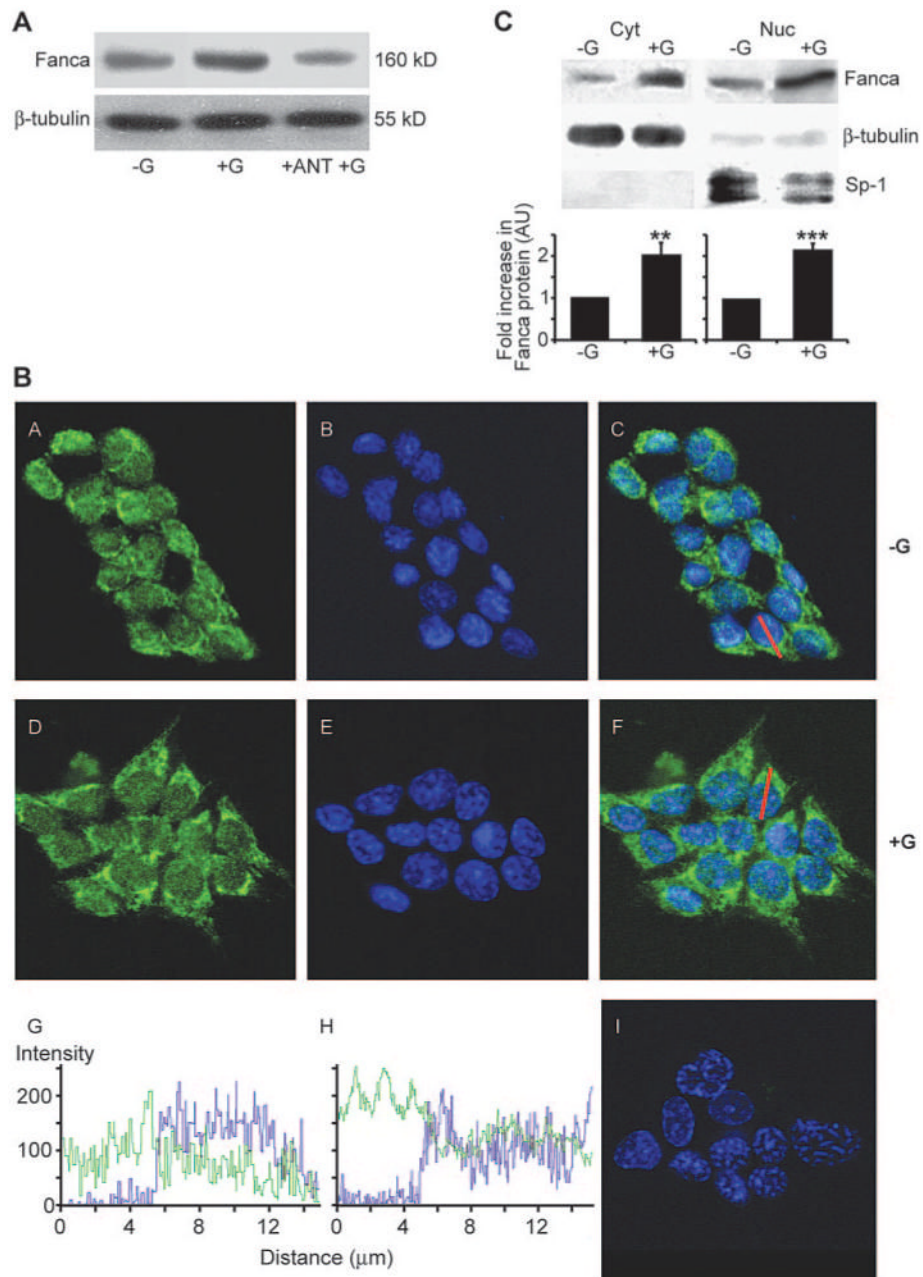 A
Fanca
160 kD
β-tubulin
55 kD
-G +G +ANT +G
C
Cyt Nuc
-G +G -G +G
Fanca
β-tubulin
Sp-1
Fold increase in
Fanca protein (AU)
2
1
0
** ***
-G +G -G +G
B
A B C
-G
D E F
+G
G H I
Intensity
200
100
0
0 4 8 12 0 4 8 12
Distance (μm)